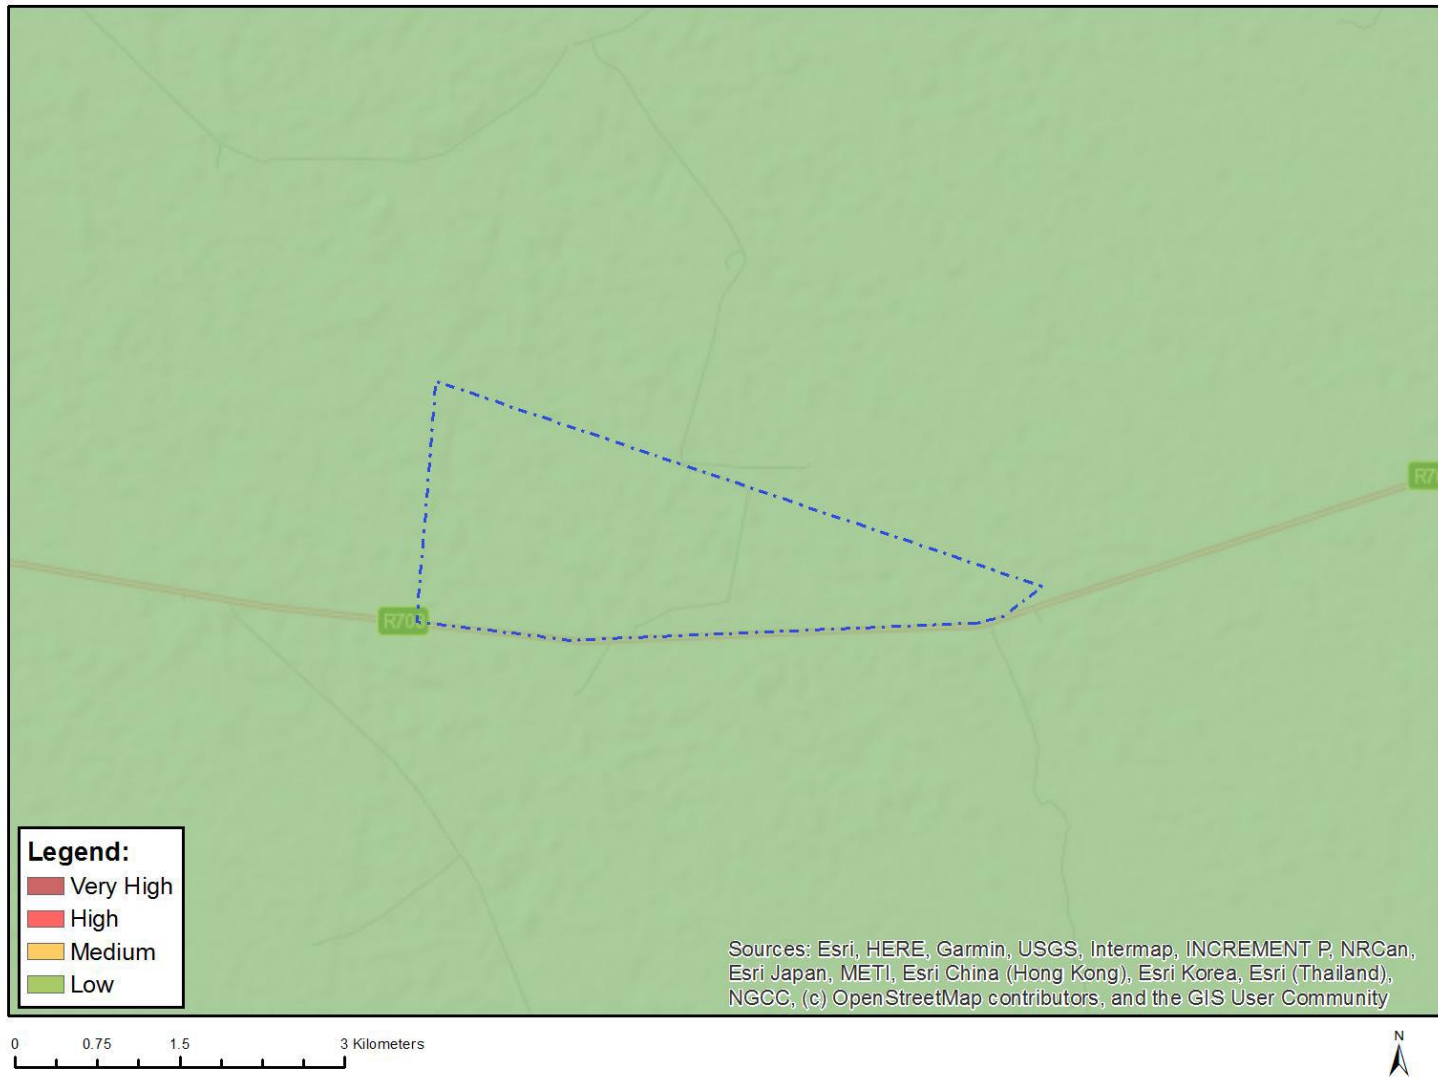 R70
Legend:
Very High
High
Medium
Low
Sources: Esri, HERE, Garmin, USGS, Intermap, INCREMENT P, NRCan,
Esri Japan, METI, Esri China (Hong Kong), Esri Korea, Esri (Thailand),
NGCC, (c) OpenStreetMap contributors, and the GIS User Community
0 0.75 1.5 3 Kilometers
N